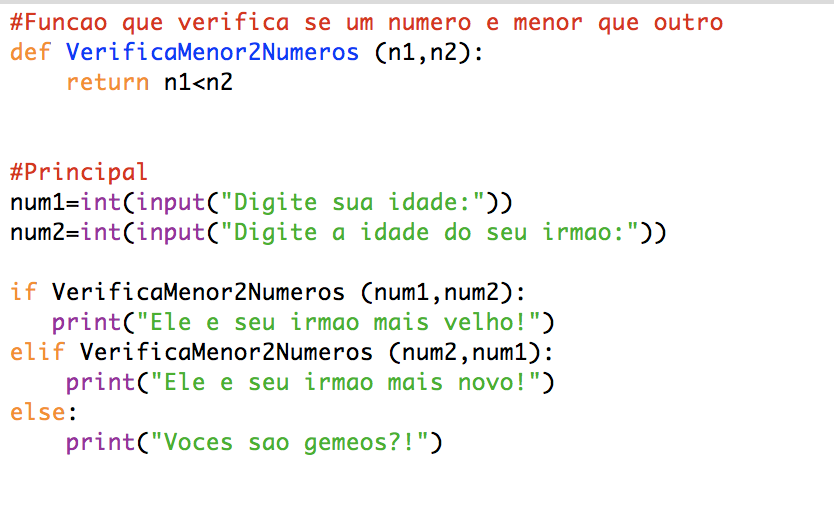 #Funcao que verifica se um numero e menor que outro
def VerificaMenor2Numeros (n1,n2):
    return n1<n2
#Principal
num1=int(input("Digite sua idade:"))
num2=int(input("Digite a idade do seu irmao:"))
if VerificaMenor2Numeros (num1,num2):
   print("Ele e seu irmao mais velho!")
elif VerificaMenor2Numeros (num2,num1):
    print("Ele e seu irmao mais novo!")
else:
    print("Voces sao gemeos?!")